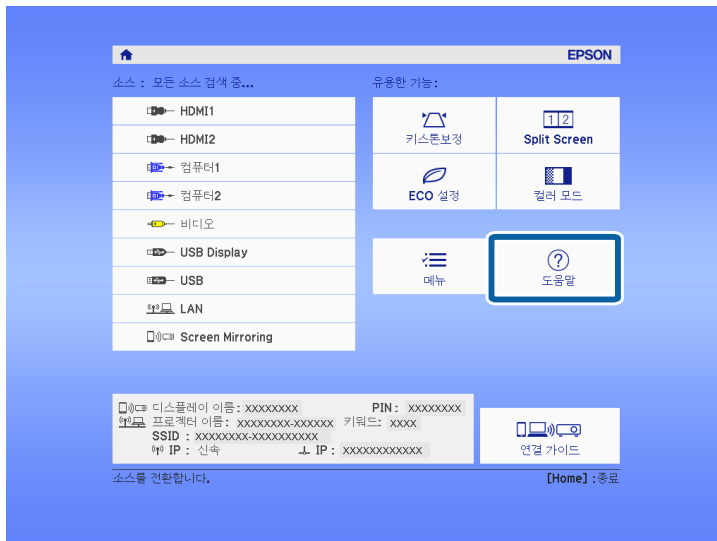 EPSON
소스 : 모든 소스 검색 중...
HDMI1
HDMI2
컴퓨터1
컴퓨터2
비디오
USB Display
USB
LAN
Screen Mirroring
유용한 기능:
키스톤보정
1 2
Split Screen
ECO 설정
컬러 모드
메뉴
?
도움말
디스플레이 이름: XXXXXXXX PIN : XXXXXXXX
프로젝터 이름: XXXXXXXX-XXXXXX 키워드: XXXX
SSID : XXXXXXXX-XXXXXXXXXX
IP : 신속 IP : XXXXXXXXXXXX
연결 가이드
소스를 전환합니다. [Home] :종료